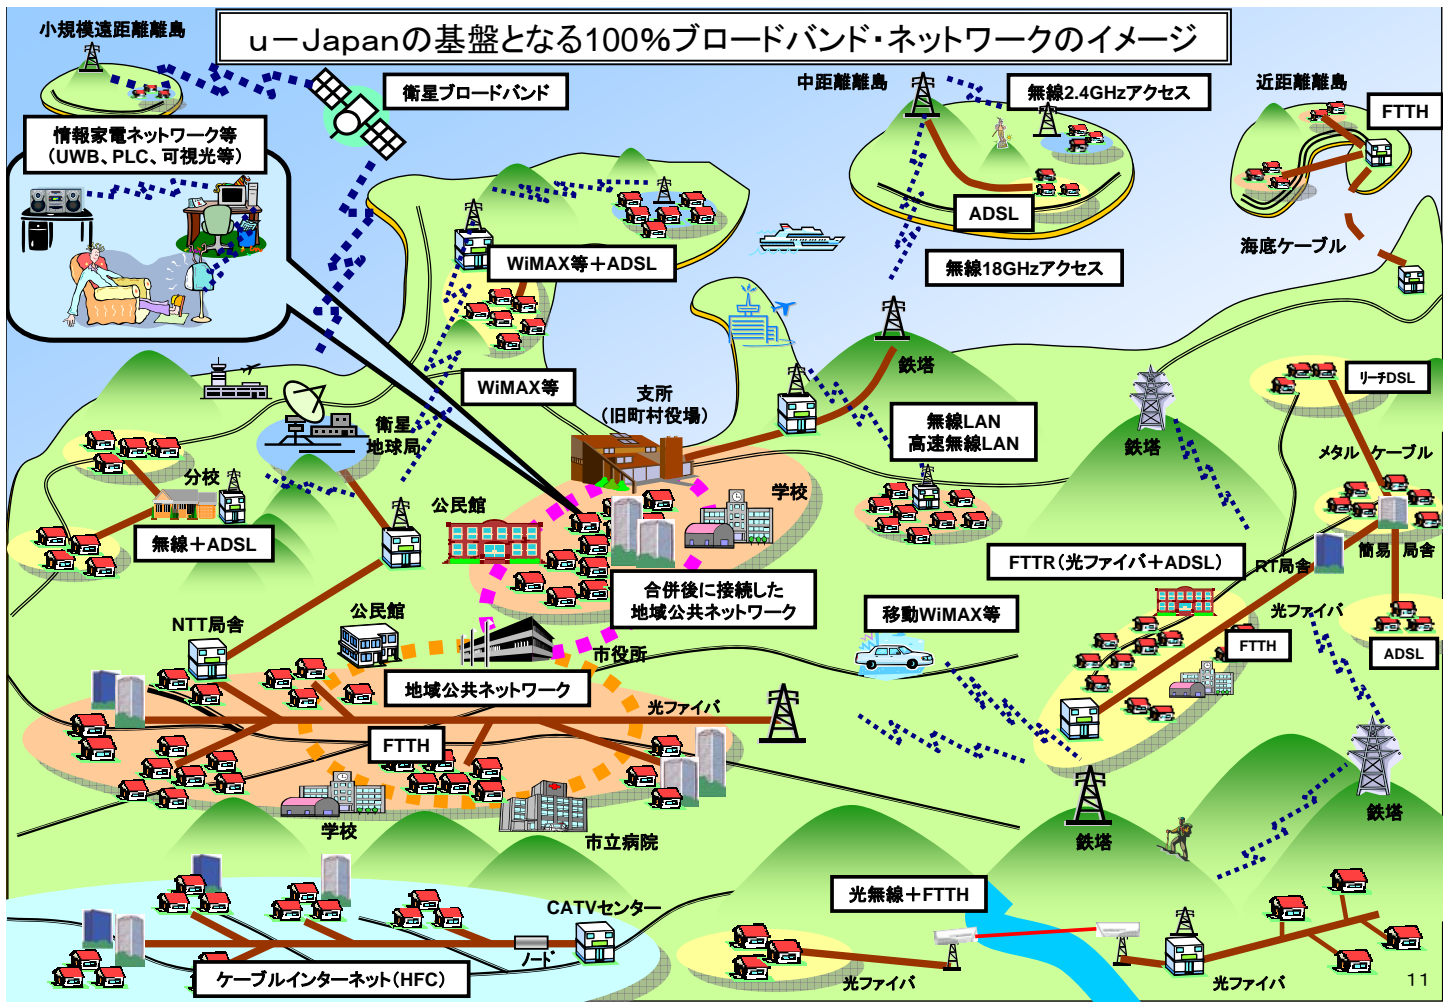 u－Japanの基盤となる100％ブロードバンド・ネットワークのイメージ
小規模遠距離離島
衛星ブロードバンド
中距離離島
無線2.4GHzアクセス
近距離離島
FTTH
情報家電ネットワーク等
（UWB、PLC、可視光等）
ADSL
海底ケーブル
WiMAX等＋ADSL
無線18GHzアクセス
鉄塔
WiMAX等
支所
（旧町村役場）
ﾘｰﾁDSL
無線LAN
高速無線LAN
衛星
地球局
鉄塔
メタル ケーブル
分校
公民館
学校
無線＋ADSL
簡易 局舎
FTTR（光ファイバ＋ADSL）
RT局舎
合併後に接続した
地域公共ネットワーク
公民館
移動WiMAX等
光ファイバ
NTT局舎
市役所
FTTH
ADSL
地域公共ネットワーク
光ファイバ
FTTH
学校
市立病院
鉄塔
鉄塔
光無線＋FTTH
CATVセンター
ﾉｰﾄﾞ
ケーブルインターネット（HFC）
光ファイバ
光ファイバ
11